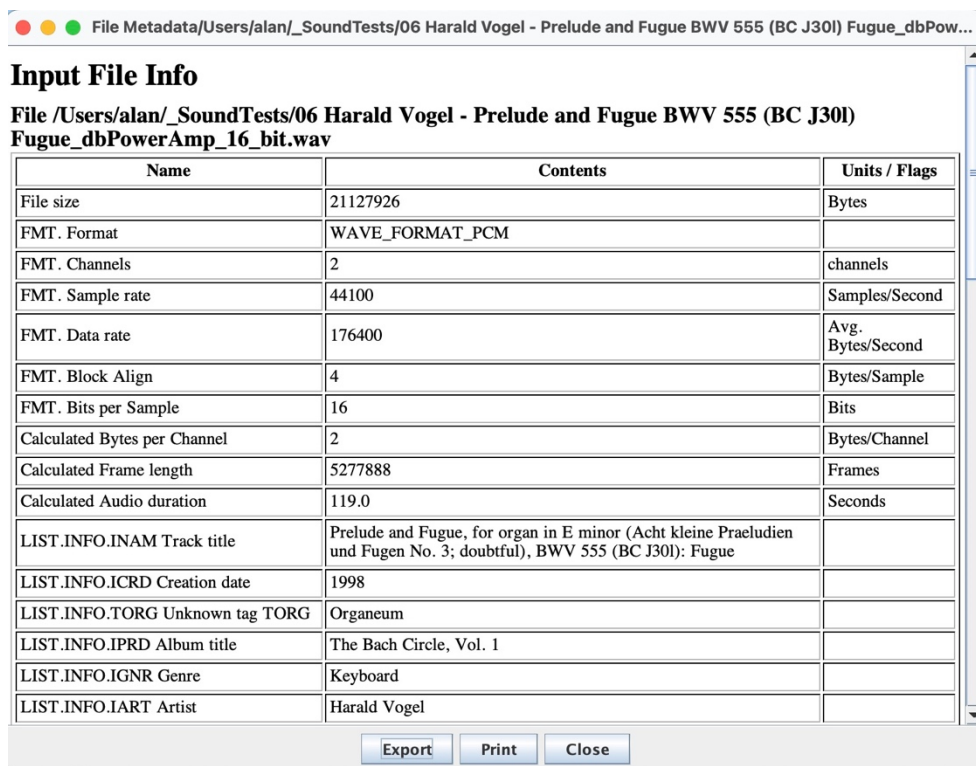 File Metadata/Users/alan/_SoundTests/06 Harald Vogel - Prelude and Fugue BWV 555 (BC J30l) Fugue_dbPow...
Input File Info
File /Users/alan/_SoundTests/06 Harald Vogel - Prelude and Fugue BWV 555 (BC J30l)
Fugue_dbPowerAmp_16_bit.wav
Name Contents Units / Flags
File size 21127926 Bytes
FMT. Format WAVE_FORMAT_PCM
FMT. Channels 2 channels
FMT. Sample rate 44100 Samples/Second
FMT. Data rate 176400 Avg.
Bytes/Second
FMT. Block Align 4 Bytes/Sample
FMT. Bits per Sample 16 Bits
Calculated Bytes per Channel 2 Bytes/Channel
Calculated Frame length 5277888 Frames
Calculated Audio duration 119.0 Seconds
LIST.INFO.INAM Track title Prelude and Fugue, for organ in E minor (Acht kleine Praeludien
und Fugen No. 3; doubtful), BWV 555 (BC J30l): Fugue
LIST.INFO.ICRD Creation date 1998
LIST.INFO.TORG Unknown tag TORG Organeum
LIST.INFO.IPRD Album title The Bach Circle, Vol. 1
LIST.INFO.IGNR Genre Keyboard
LIST.INFO.IART Artist Harald Vogel
Export Print Close